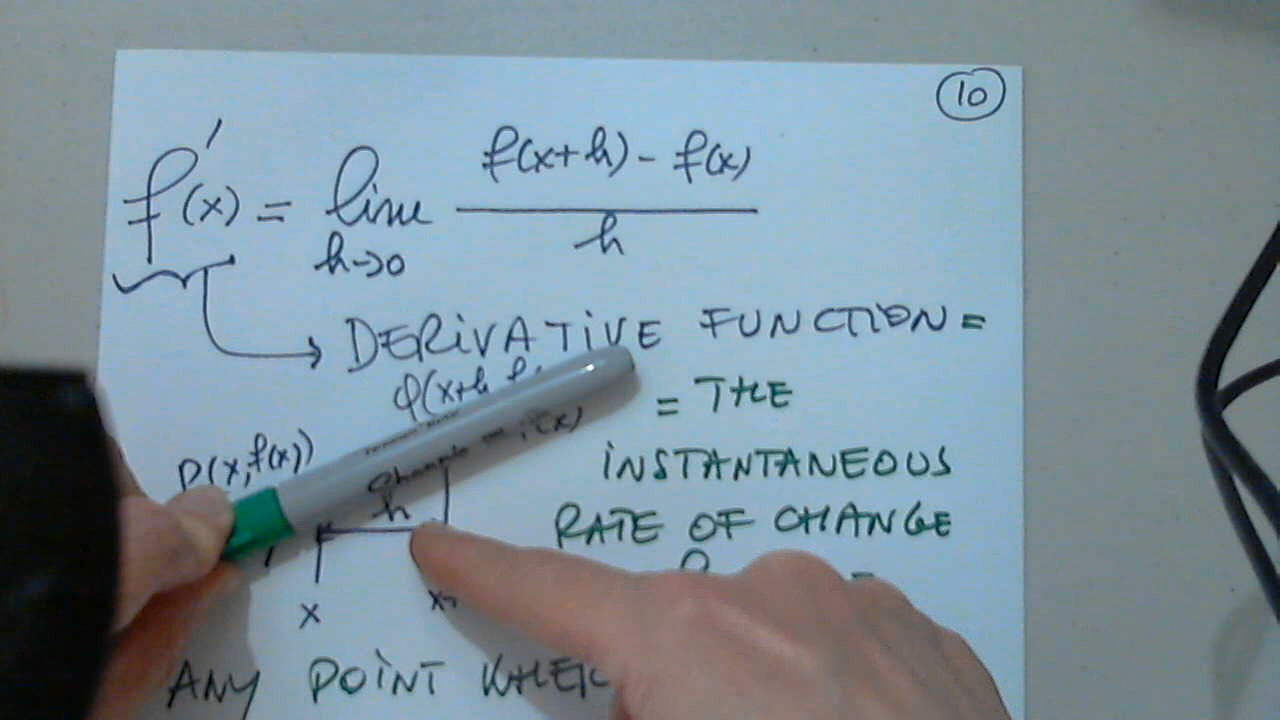 10
f'(x) = lim h→0 f(x+h) - f(x) / h
DERIVATIVE FUNCTION =
= THE
P(x, f(x))
INSTANTANEOUS
h
RATE OF CHANGE
x
ANY POINT